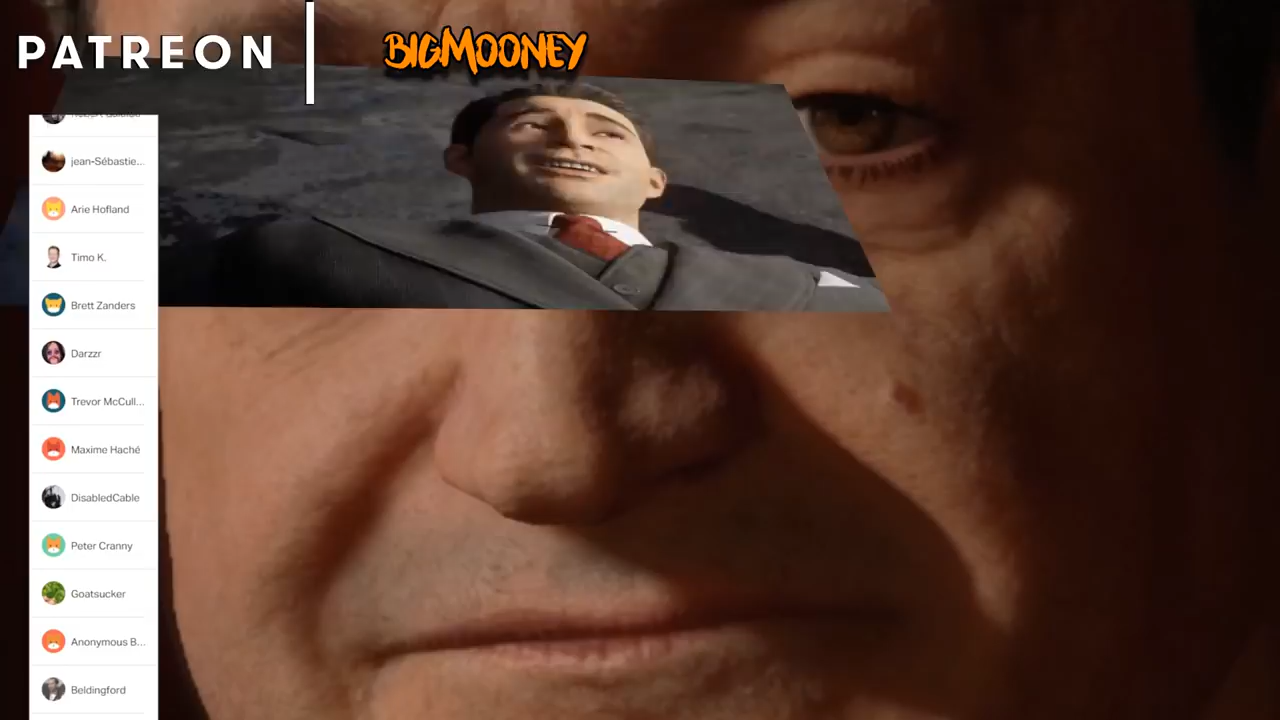 PATREON
BIGMOONEY
jean-Sébastie...
Arie Hofland
Timo K.
Brett Zanders
Darzzr
Trevor McCull...
Maxime Haché
DisabledCable
Peter Cranny
Goatsucker
Anonymous B...
Beldingford